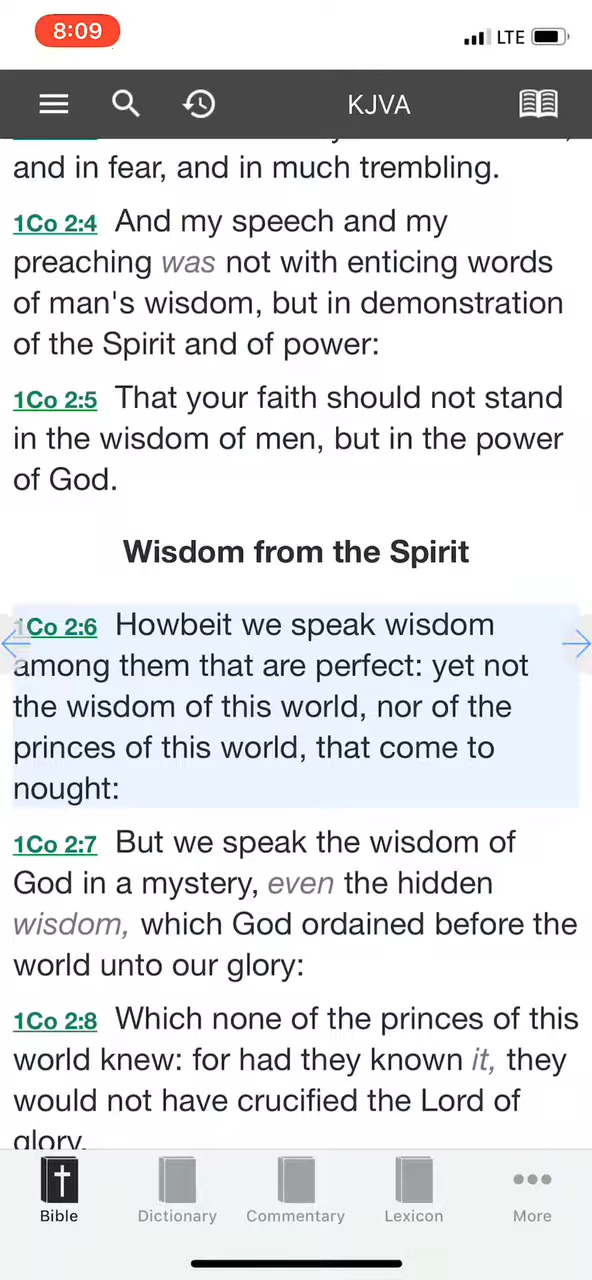 8:09
LTE
KJVA
and in fear, and in much trembling.
1Co 2:4 And my speech and my
preaching was not with enticing words
of man's wisdom, but in demonstration
of the Spirit and of power:
1Co 2:5 That your faith should not stand
in the wisdom of men, but in the power
of God.
Wisdom from the Spirit
1Co 2:6 Howbeit we speak wisdom
among them that are perfect: yet not
the wisdom of this world, nor of the
princes of this world, that come to
nought:
1Co 2:7 But we speak the wisdom of
God in a mystery, even the hidden
wisdom, which God ordained before the
world unto our glory:
1Co 2:8 Which none of the princes of this
world knew: for had they known it, they
would not have crucified the Lord of
glory.
Bible
Dictionary
Commentary
Lexicon
More